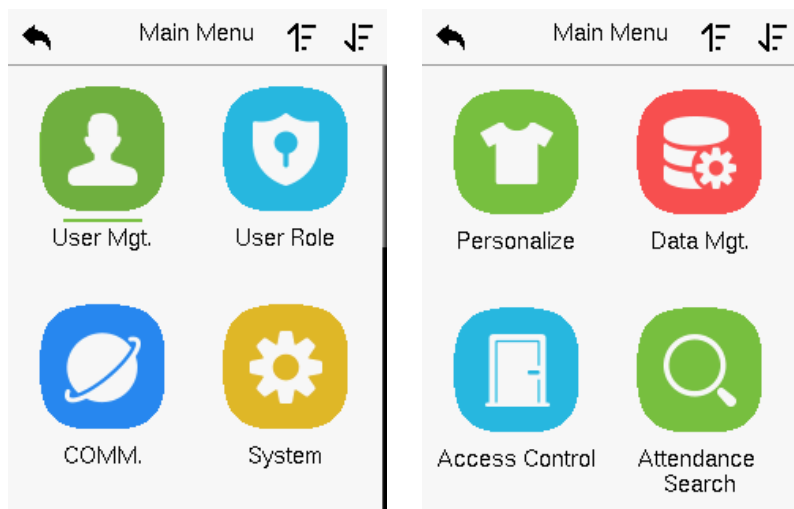 Main Menu
User Mgt.
User Role
COMM.
System
Main Menu
Personalize
Data Mgt.
Access Control
Attendance
Search